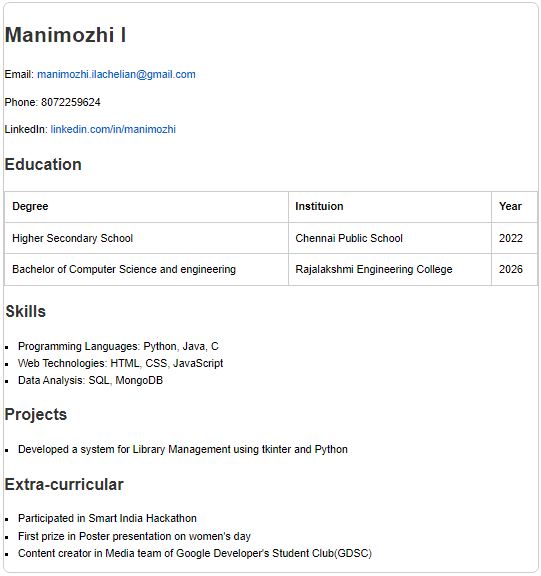 Manimozhi I
Email: manimozhi.ilachelian@gmail.com
Phone: 8072259624
LinkedIn: linkedin.com/in/manimozhi
Education
Degree Instituion Year
Higher Secondary School Chennai Public School 2022
Bachelor of Computer Science and engineering Rajalakshmi Engineering College 2026
Skills
Programming Languages: Python, Java, C
Web Technologies: HTML, CSS, JavaScript
Data Analysis: SQL, MongoDB
Projects
Developed a system for Library Management using tkinter and Python
Extra-curricular
Participated in Smart India Hackathon
First prize in Poster presentation on women's day
Content creator in Media team of Google Developer's Student Club(GDSC)